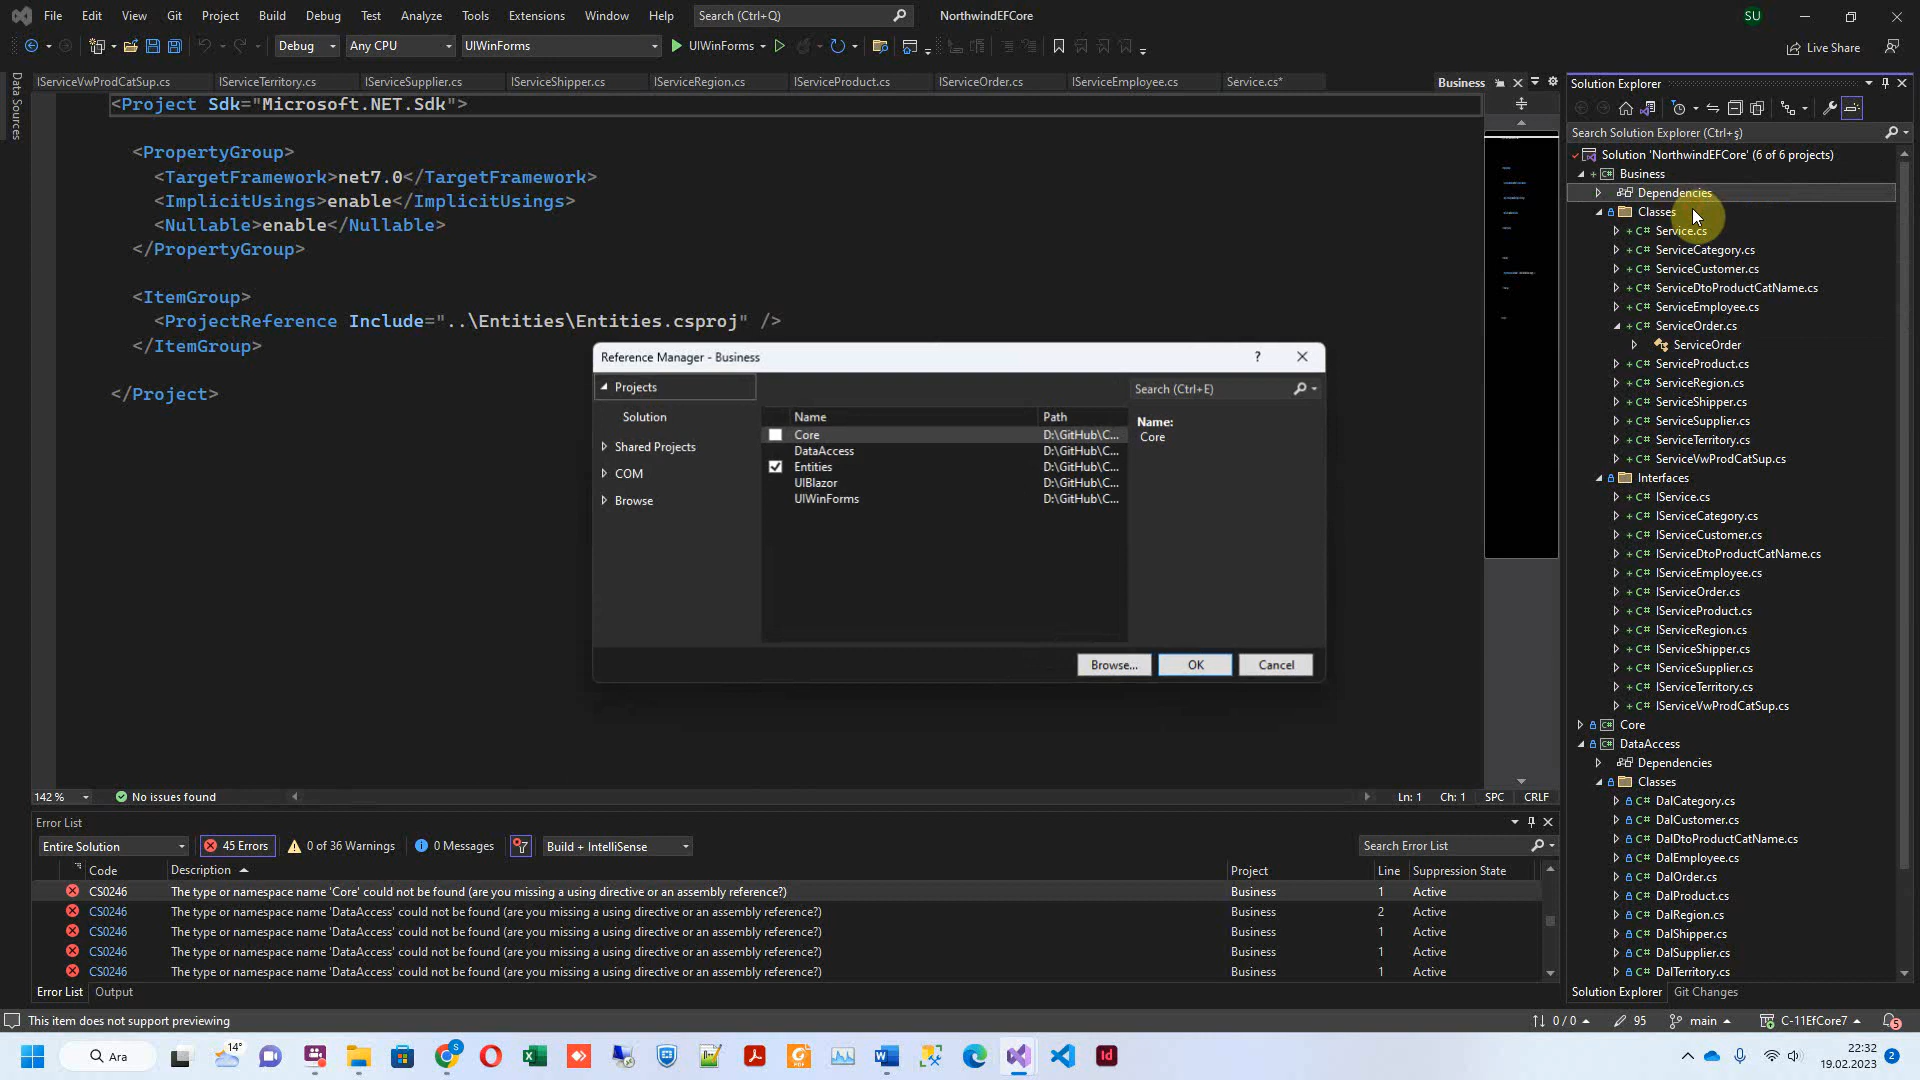 File Edit View Git Project Build Debug Test Analyze Tools Extensions Window Help Search (Ctrl+Q) NorthwindEFCore SU
Debug Any CPU UIWinForms UIWinForms Live Share
IServiceVwProdCatSup.cs IServiceTerritory.cs IServiceSupplier.cs IServiceShipper.cs IServiceRegion.cs IServiceProduct.cs IServiceOrder.cs IServiceEmployee.cs Service.cs* Business
Data Sources
<Project Sdk="Microsoft.NET.Sdk">
<PropertyGroup>
<TargetFramework>net7.0</TargetFramework>
<ImplicitUsings>enable</ImplicitUsings>
<Nullable>enable</Nullable>
</PropertyGroup>
<ItemGroup>
<ProjectReference Include="..\Entities\Entities.csproj" />
</ItemGroup>
</Project>
Reference Manager - Business
Projects
Solution
Shared Projects
COM
Browse
Name Path
Core D:\GitHub\C...
DataAccess D:\GitHub\C...
Entities D:\GitHub\C...
UIBlazor D:\GitHub\C...
UIWinForms D:\GitHub\C...
Search (Ctrl+E)
Name:
Core
Browse... OK Cancel
142 % No issues found Ln: 1 Ch: 1 SPC CRLF
Error List
Entire Solution 45 Errors 0 of 36 Warnings 0 Messages Build + IntelliSense Search Error List
Code Description Project Line Suppression State
CS0246 The type or namespace name 'Core' could not be found (are you missing a using directive or an assembly reference?) Business 1 Active
CS0246 The type or namespace name 'DataAccess' could not be found (are you missing a using directive or an assembly reference?) Business 2 Active
CS0246 The type or namespace name 'DataAccess' could not be found (are you missing a using directive or an assembly reference?) Business 1 Active
CS0246 The type or namespace name 'DataAccess' could not be found (are you missing a using directive or an assembly reference?) Business 1 Active
CS0246 The type or namespace name 'DataAccess' could not be found (are you missing a using directive or an assembly reference?) Business 1 Active
Error List Output
Solution Explorer
Search Solution Explorer (Ctrl+ş)
Solution 'NorthwindEFCore' (6 of 6 projects)
Business
Dependencies
Classes
Service.cs
ServiceCategory.cs
ServiceCustomer.cs
ServiceDtoProductCatName.cs
ServiceEmployee.cs
ServiceOrder.cs
ServiceOrder
ServiceProduct.cs
ServiceRegion.cs
ServiceShipper.cs
ServiceSupplier.cs
ServiceTerritory.cs
ServiceVwProdCatSup.cs
Interfaces
IService.cs
IServiceCategory.cs
IServiceCustomer.cs
IServiceDtoProductCatName.cs
IServiceEmployee.cs
IServiceOrder.cs
IServiceProduct.cs
IServiceRegion.cs
IServiceShipper.cs
IServiceSupplier.cs
IServiceTerritory.cs
IServiceVwProdCatSup.cs
Core
DataAccess
Dependencies
Classes
DalCategory.cs
DalCustomer.cs
DalDtoProductCatName.cs
DalEmployee.cs
DalOrder.cs
DalProduct.cs
DalRegion.cs
DalShipper.cs
DalSupplier.cs
DalTerritory.cs
Solution Explorer Git Changes
This item does not support previewing 0 / 0 95 main C-11EfCore7 5
14° Ara 22:32
19.02.2023 2